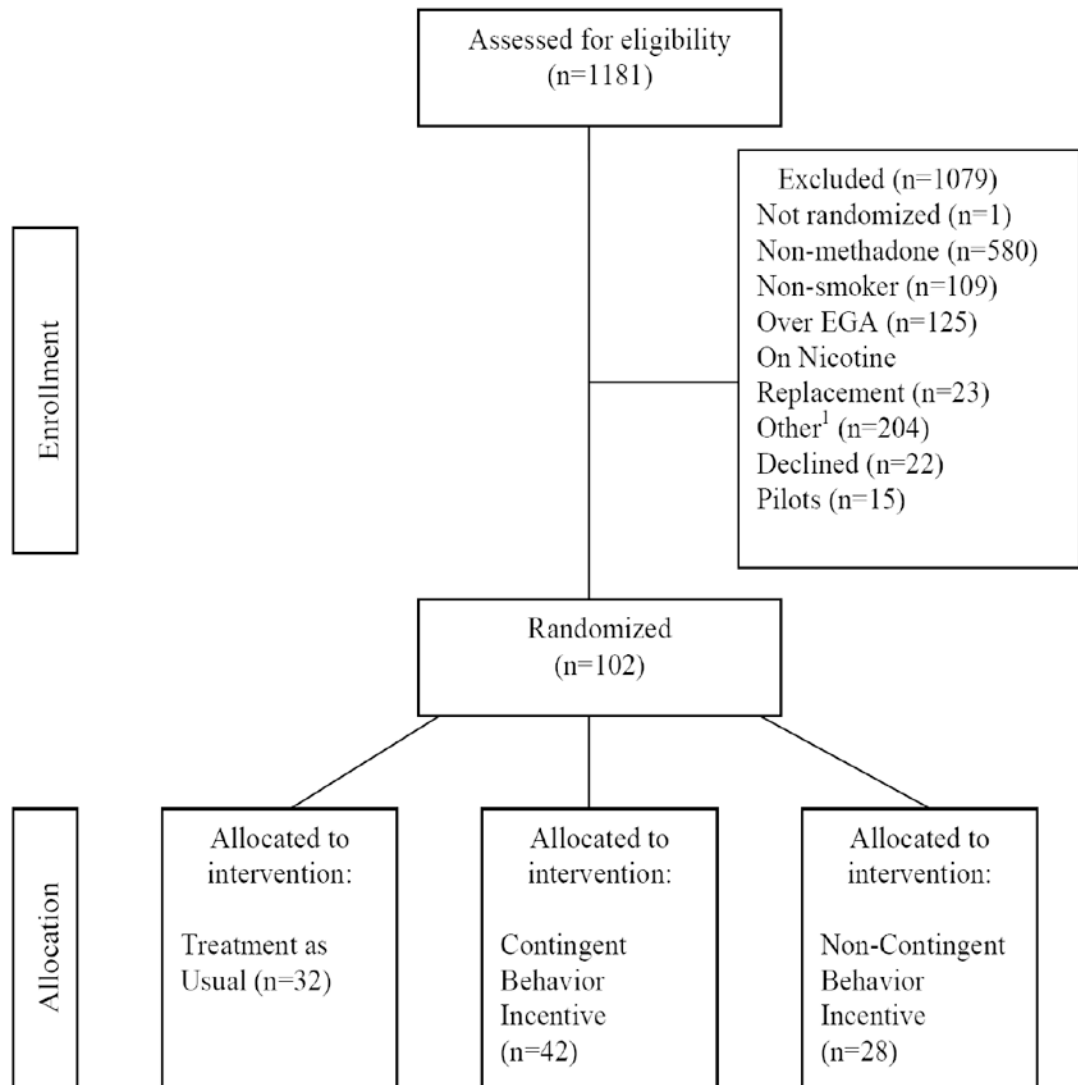 Assessed for eligibility
(n=1181)
Excluded (n=1079)
Not randomized (n=1)
Non-methadone (n=580)
Non-smoker (n=109)
Over EGA (n=125)
On Nicotine
Replacement (n=23)
Other¹ (n=204)
Declined (n=22)
Pilots (n=15)
Enrollment
Randomized
(n=102)
Allocation
Allocated to
intervention:
Treatment as
Usual (n=32)
Allocated to
intervention:
Contingent
Behavior
Incentive
(n=42)
Allocated to
intervention:
Non-Contingent
Behavior
Incentive
(n=28)